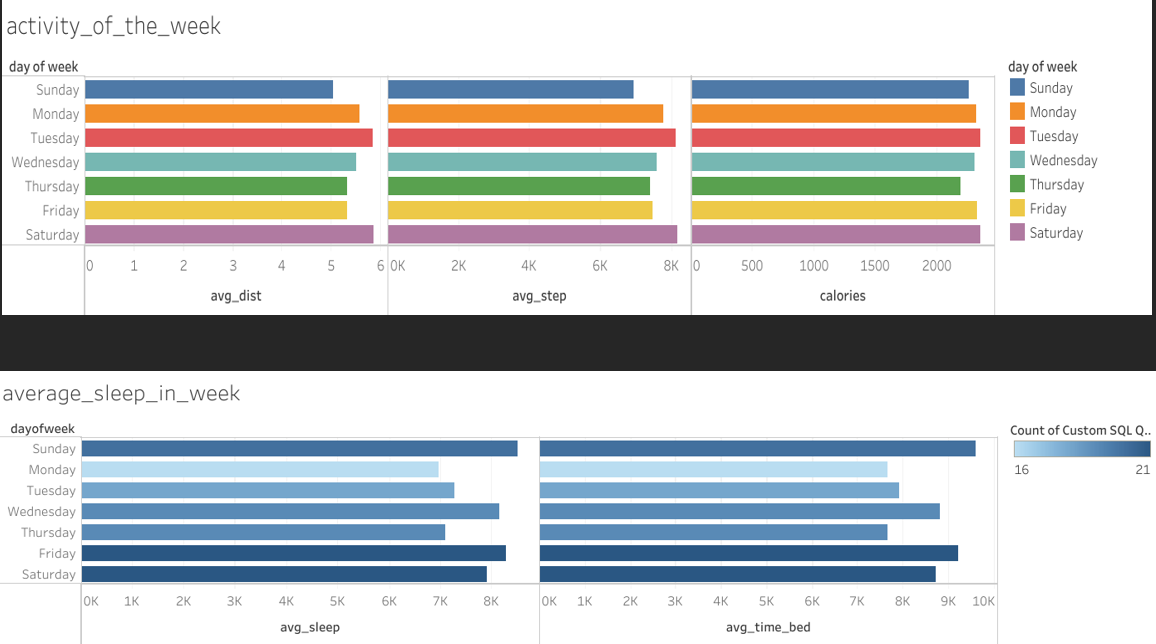 activity_of_the_week
day of week
Sunday
Monday
Tuesday
Wednesday
Thursday
Friday
Saturday
0 1 2 3 4 5 6 0K 2K 4K 6K 8K 0 500 1000 1500 2000
avg_dist avg_step calories
day of week
Sunday
Monday
Tuesday
Wednesday
Thursday
Friday
Saturday
average_sleep_in_week
dayofweek
Sunday
Monday
Tuesday
Wednesday
Thursday
Friday
Saturday
0K 1K 2K 3K 4K 5K 6K 7K 8K 0K 1K 2K 3K 4K 5K 6K 7K 8K 9K 10K
avg_sleep avg_time_bed
Count of Custom SQL Q..
16 21